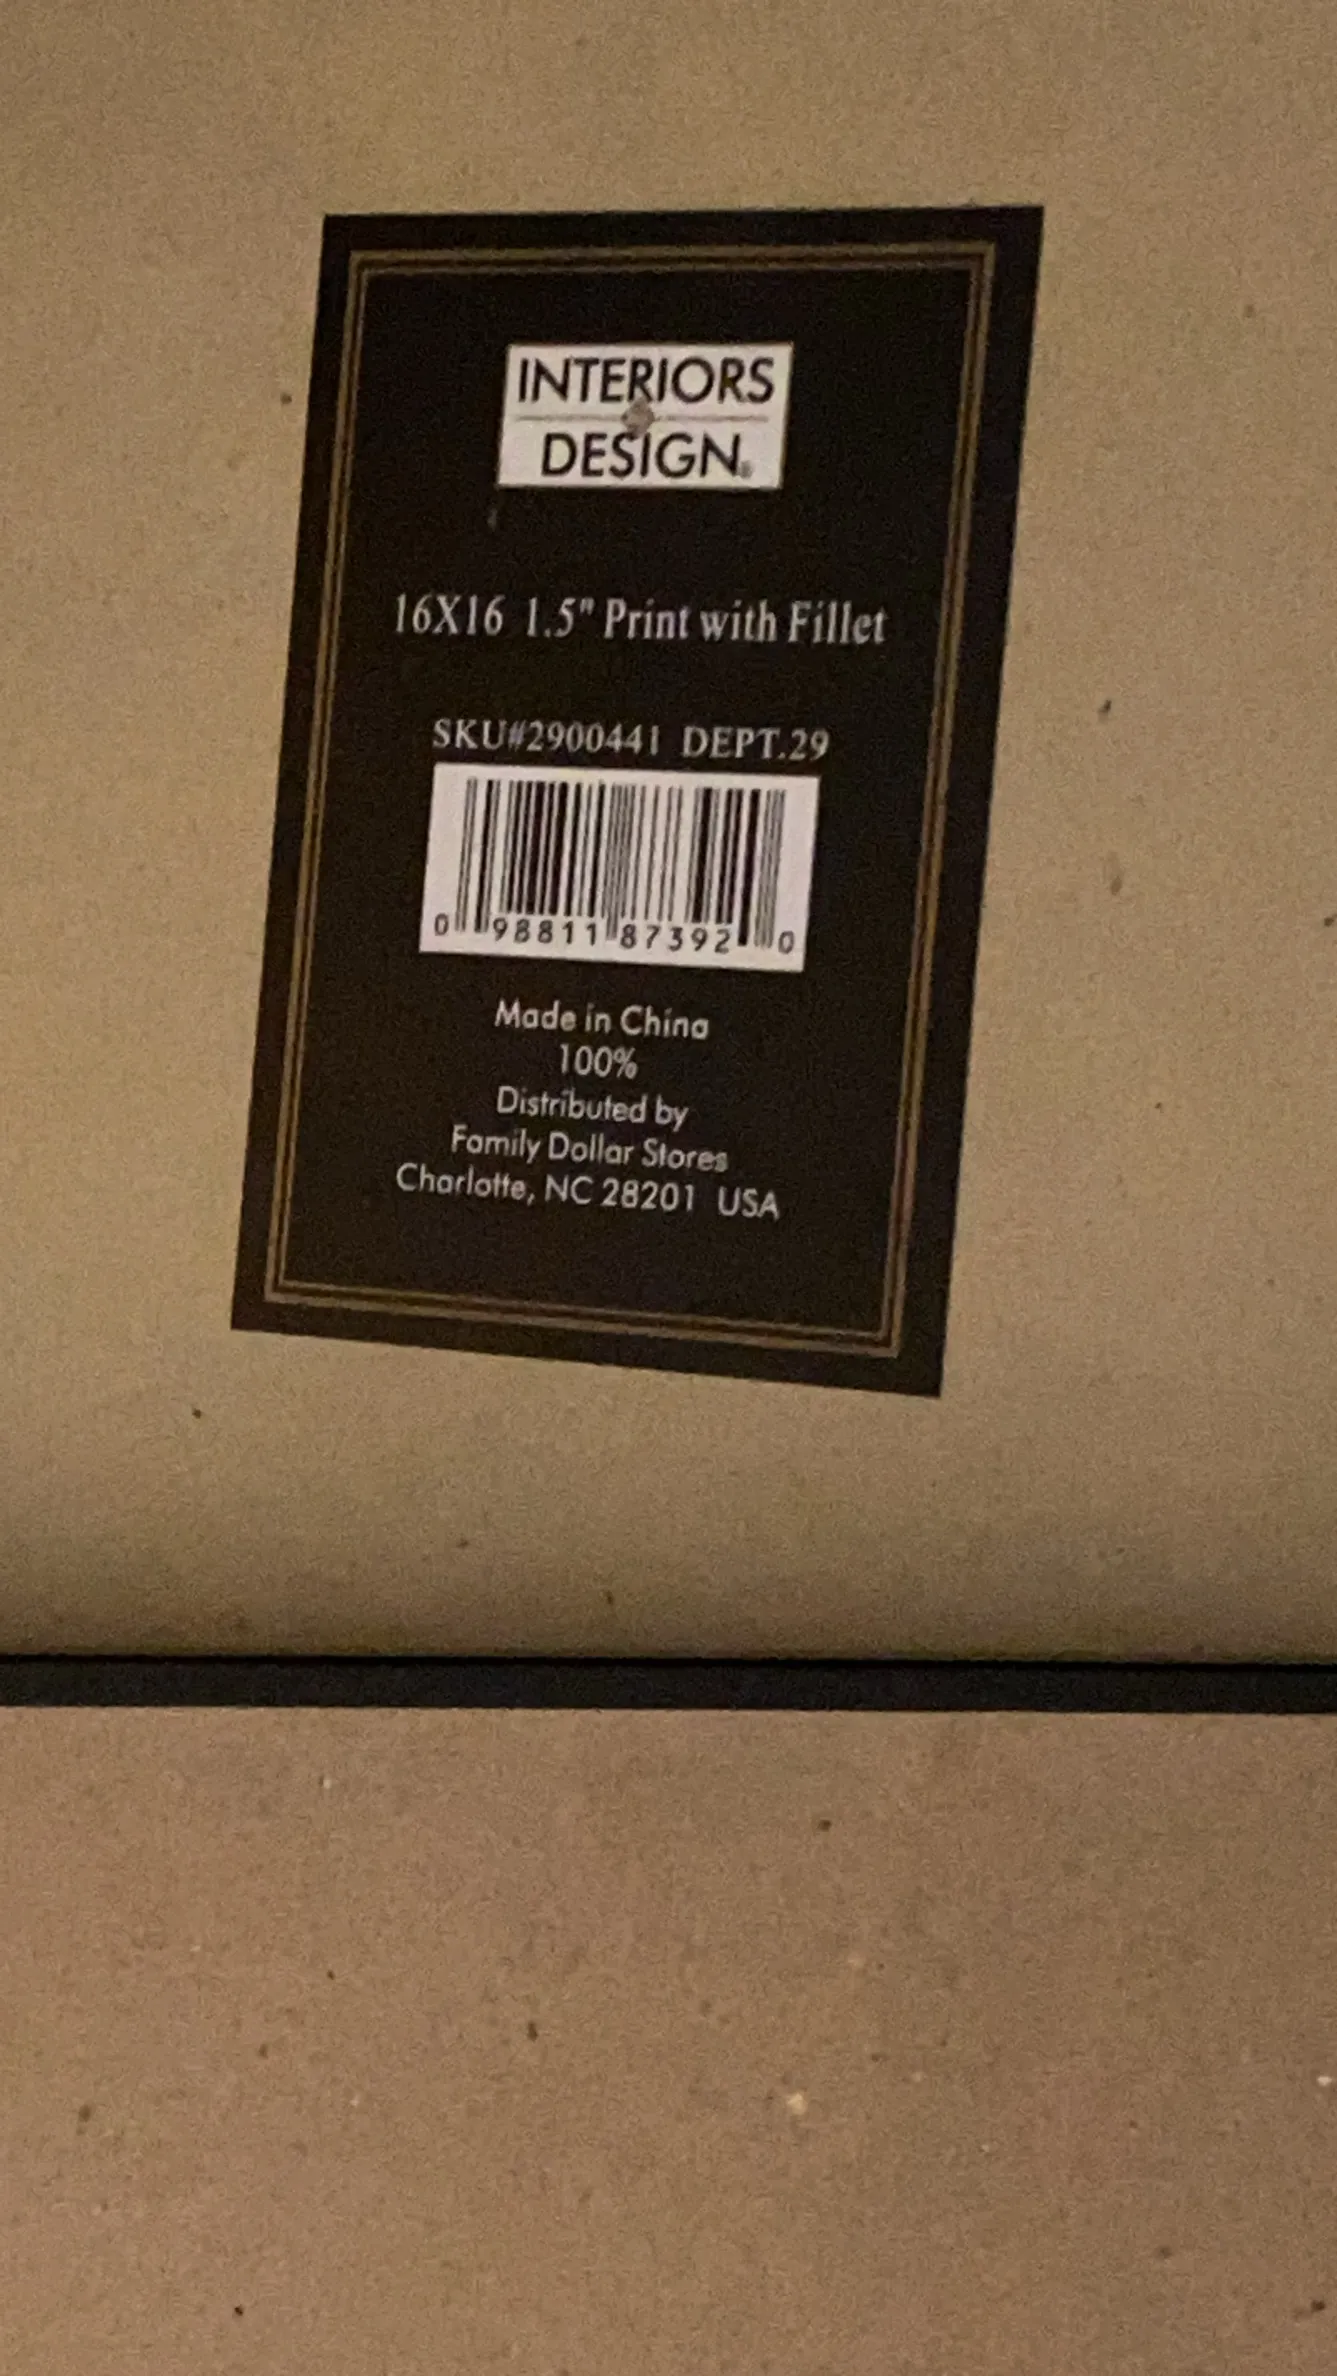 INTERIORS
DESIGN®
16X16 1.5" Print with Fillet
SKU#2900441 DEPT.29
0 98811 87392 0
Made in China
100%
Distributed by
Family Dollar Stores
Charlotte, NC 28201 USA